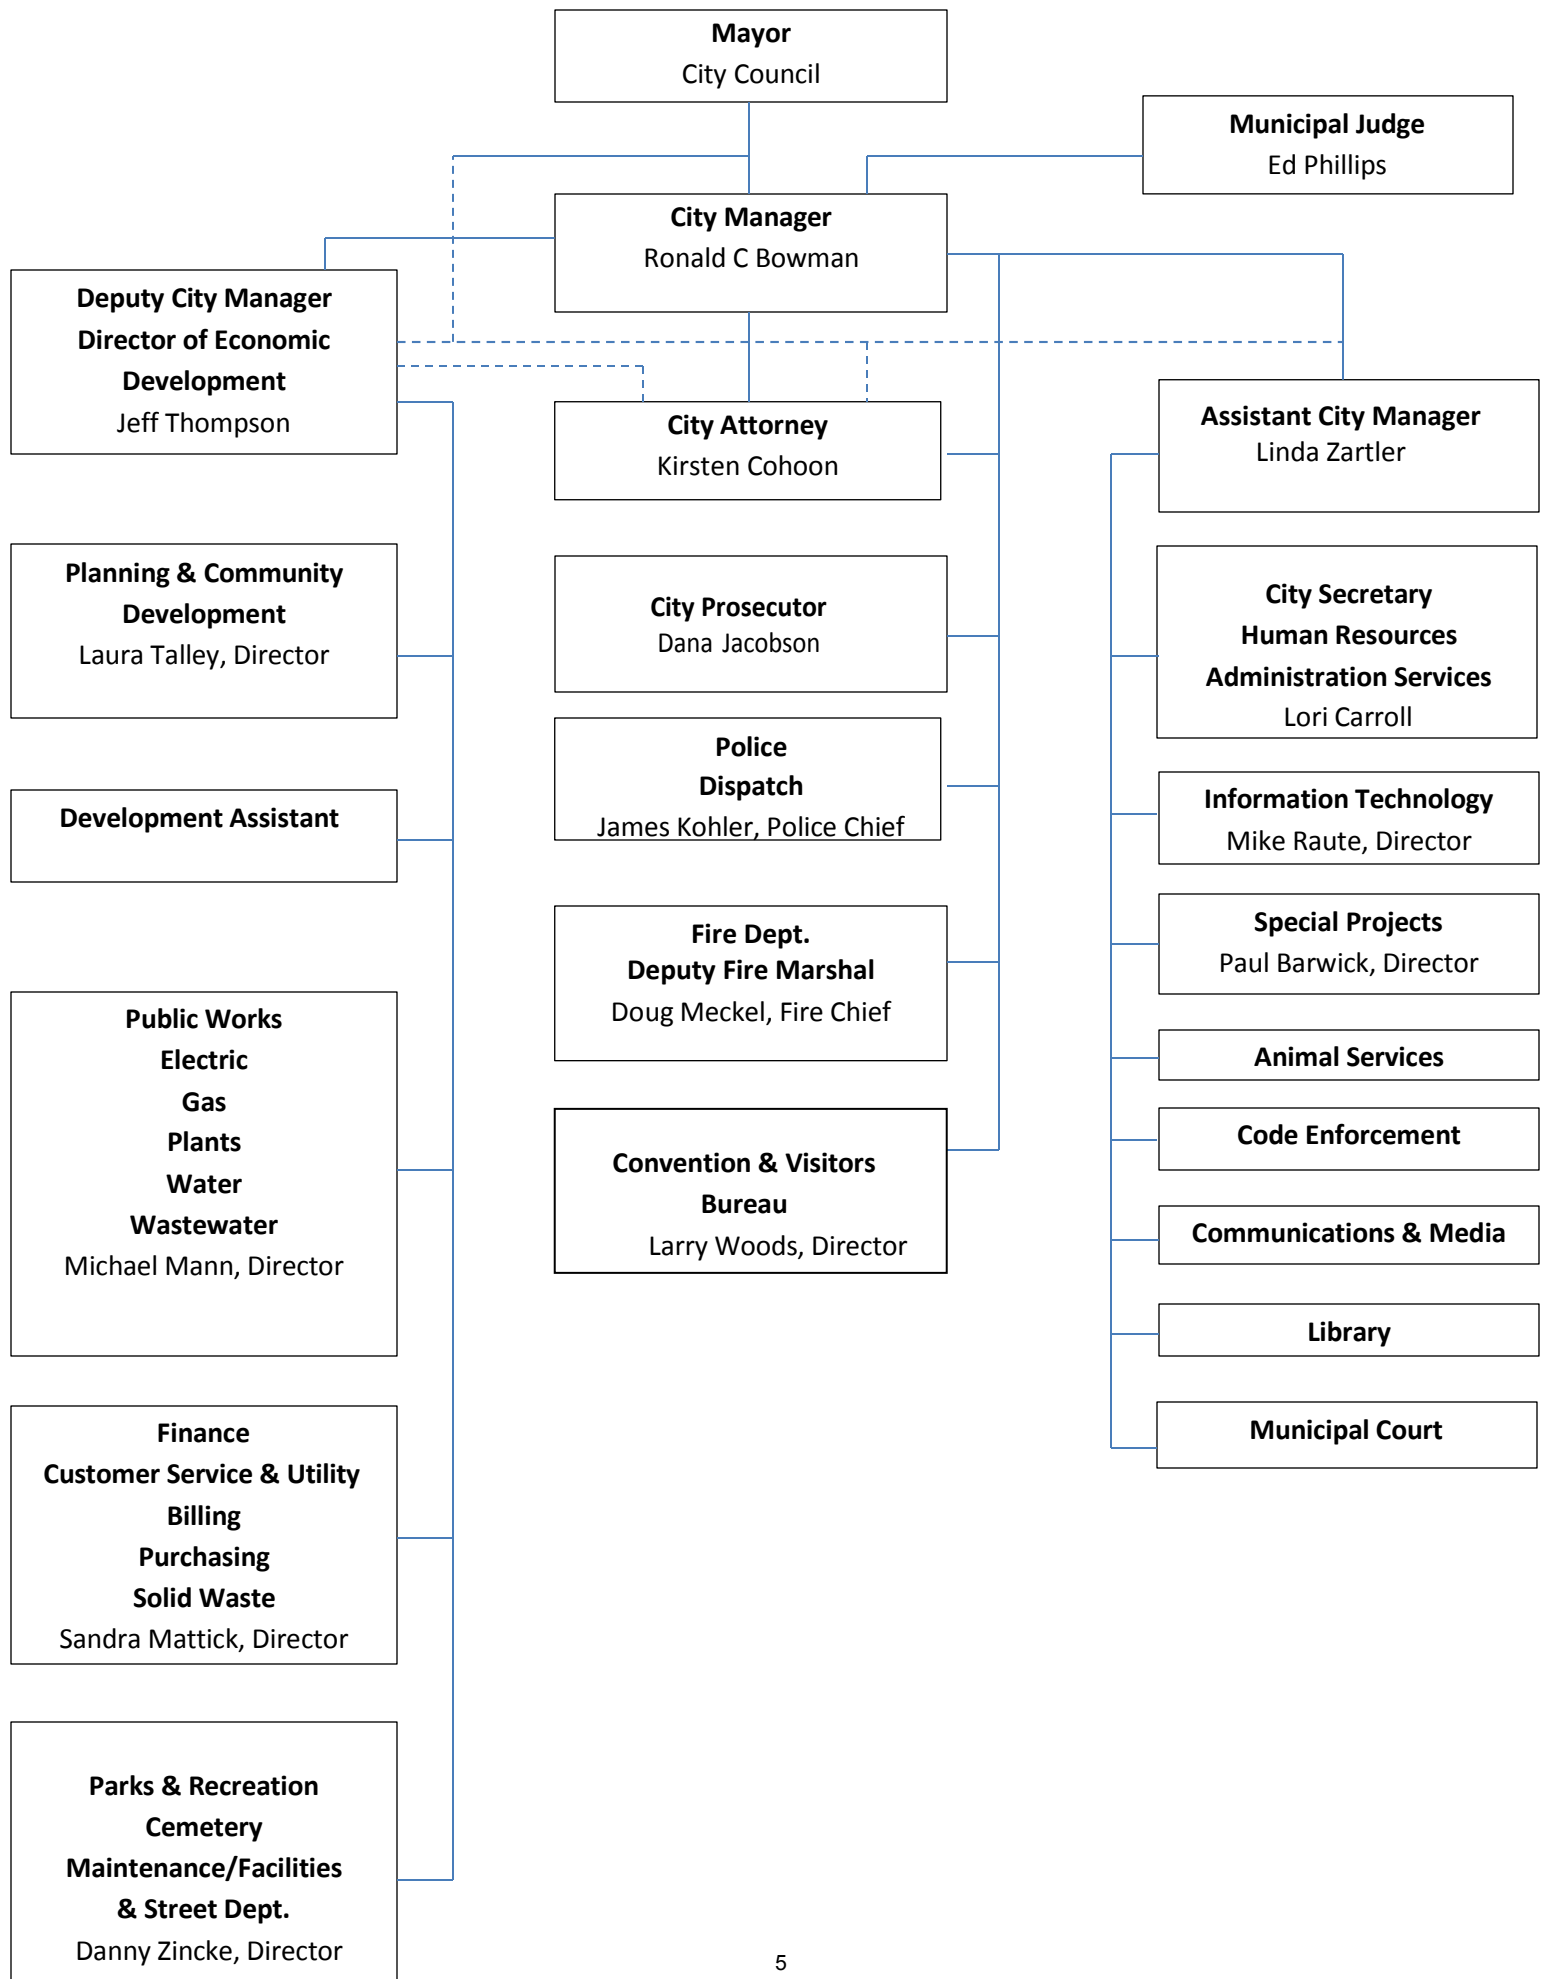 Mayor
City Council
Municipal Judge
Ed Phillips
City Manager
Ronald C Bowman
Deputy City Manager
Director of Economic
Development
Jeff Thompson
City Attorney
Kirsten Cohoon
Assistant City Manager
Linda Zartler
Planning & Community
Development
Laura Talley, Director
Development Assistant
Public Works
Electric
Gas
Plants
Water
Wastewater
Michael Mann, Director
Finance
Customer Service & Utility
Billing
Purchasing
Solid Waste
Sandra Mattick, Director
Parks & Recreation
Cemetery
Maintenance/Facilities
& Street Dept.
Danny Zincke, Director
City Prosecutor
Dana Jacobson
Police
Dispatch
James Kohler, Police Chief
Fire Dept.
Deputy Fire Marshal
Doug Meckel, Fire Chief
Convention & Visitors
Bureau
Larry Woods, Director
City Secretary
Human Resources
Administration Services
Lori Carroll
Information Technology
Mike Raute, Director
Special Projects
Paul Barwick, Director
Animal Services
Code Enforcement
Communications & Media
Library
Municipal Court
5